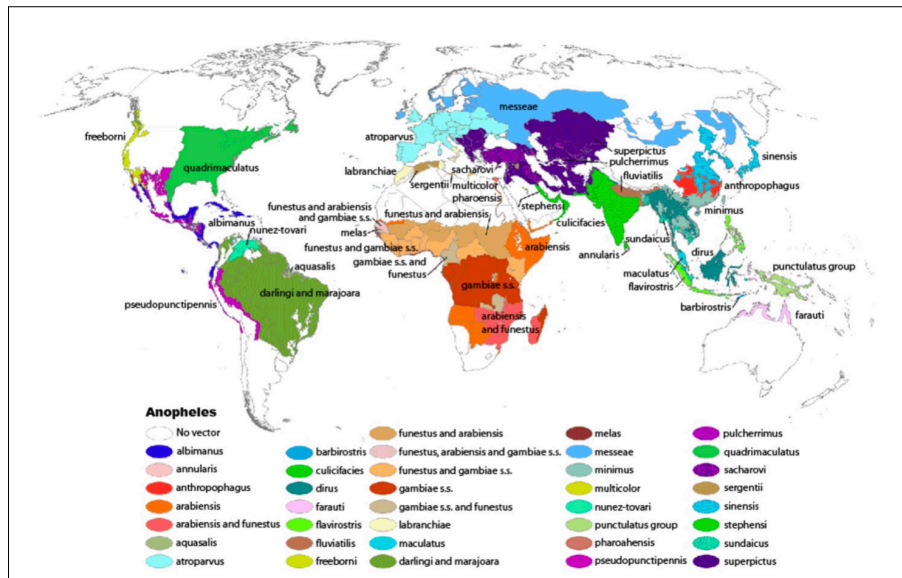 messeae
freeborni
atroparvus
quadrimaculatus
superpictus
pulcherrimus
fluviatilis
sinensis
labranchiae
sacharovi
sergentii
multicolor
pharoensis
anthropophagus
stephensi
minimus
albimanus
nunez-tovari
funestus and arabiensis
and gambiae s.s.
funestus and arabiensis
culicifacies
melas
arabiensis
sundaicus
dirus
annularis
funestus and gambiae s.s.
gambiae s.s. and
funestus
punctulatus group
aquasalis
maculatus
flavirostris
darlingi and marajoara
gambiae s.s.
pseudopunctipennis
barbirostris
farauti
arabiensis
and funestus
Anopheles
No vector
albimanus
annularis
anthropophagus
arabiensis
arabiensis and funestus
aquasalis
atroparvus
barbirostris
culicifacies
dirus
farauti
flavirostris
fluviatilis
freeborni
funestus and arabiensis
funestus, arabiensis and gambiae s.s.
funestus and gambiae s.s.
gambiae s.s.
gambiae s.s. and funestus
labranchiae
maculatus
darlingi and marajoara
melas
messeae
minimus
multicolor
nunez-tovari
punctulatus group
pharoahensis
pseudopunctipennis
pulcherrimus
quadrimaculatus
sacharovi
sergentii
sinensis
stephensi
sundaicus
superpictus